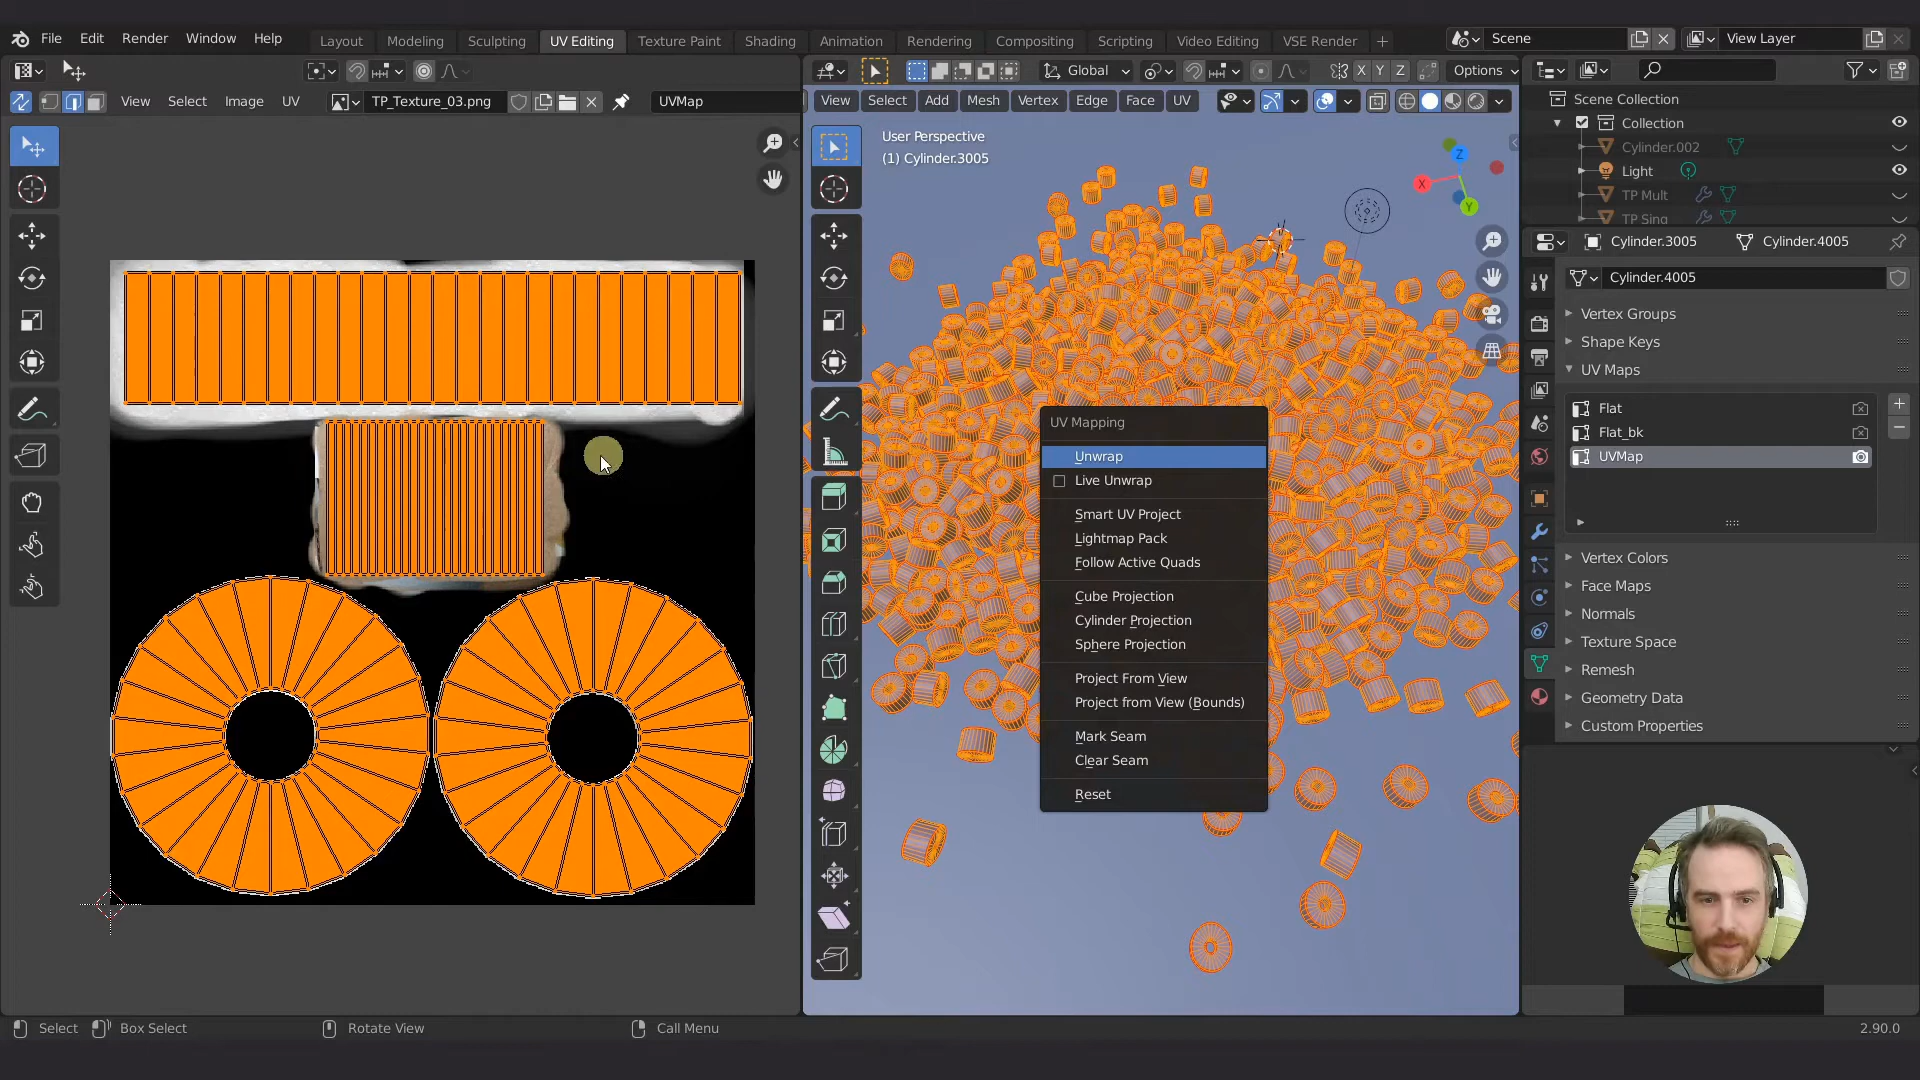 File Edit Render Window Help
Layout Modeling Sculpting UV Editing Texture Paint Shading Animation Rendering Compositing Scripting Video Editing VSE Render +
Scene
View Layer
Global
X Y Z
Options
View Select Image UV
TP_Texture_03.png
UVMap
View Select Add Mesh Vertex Edge Face UV
User Perspective
(1) Cylinder.3005
Z
X
Y
UV Mapping
Unwrap
Live Unwrap
Smart UV Project
Lightmap Pack
Follow Active Quads
Cube Projection
Cylinder Projection
Sphere Projection
Project From View
Project from View (Bounds)
Mark Seam
Clear Seam
Reset
Scene Collection
Collection
Cylinder.002
Light
TP Mult
TP Sing
Cylinder.3005
Cylinder.4005
Cylinder.4005
Vertex Groups
Shape Keys
UV Maps
Flat
Flat_bk
UVMap
Vertex Colors
Face Maps
Normals
Texture Space
Remesh
Geometry Data
Custom Properties
Select
Box Select
Rotate View
Call Menu
2.90.0